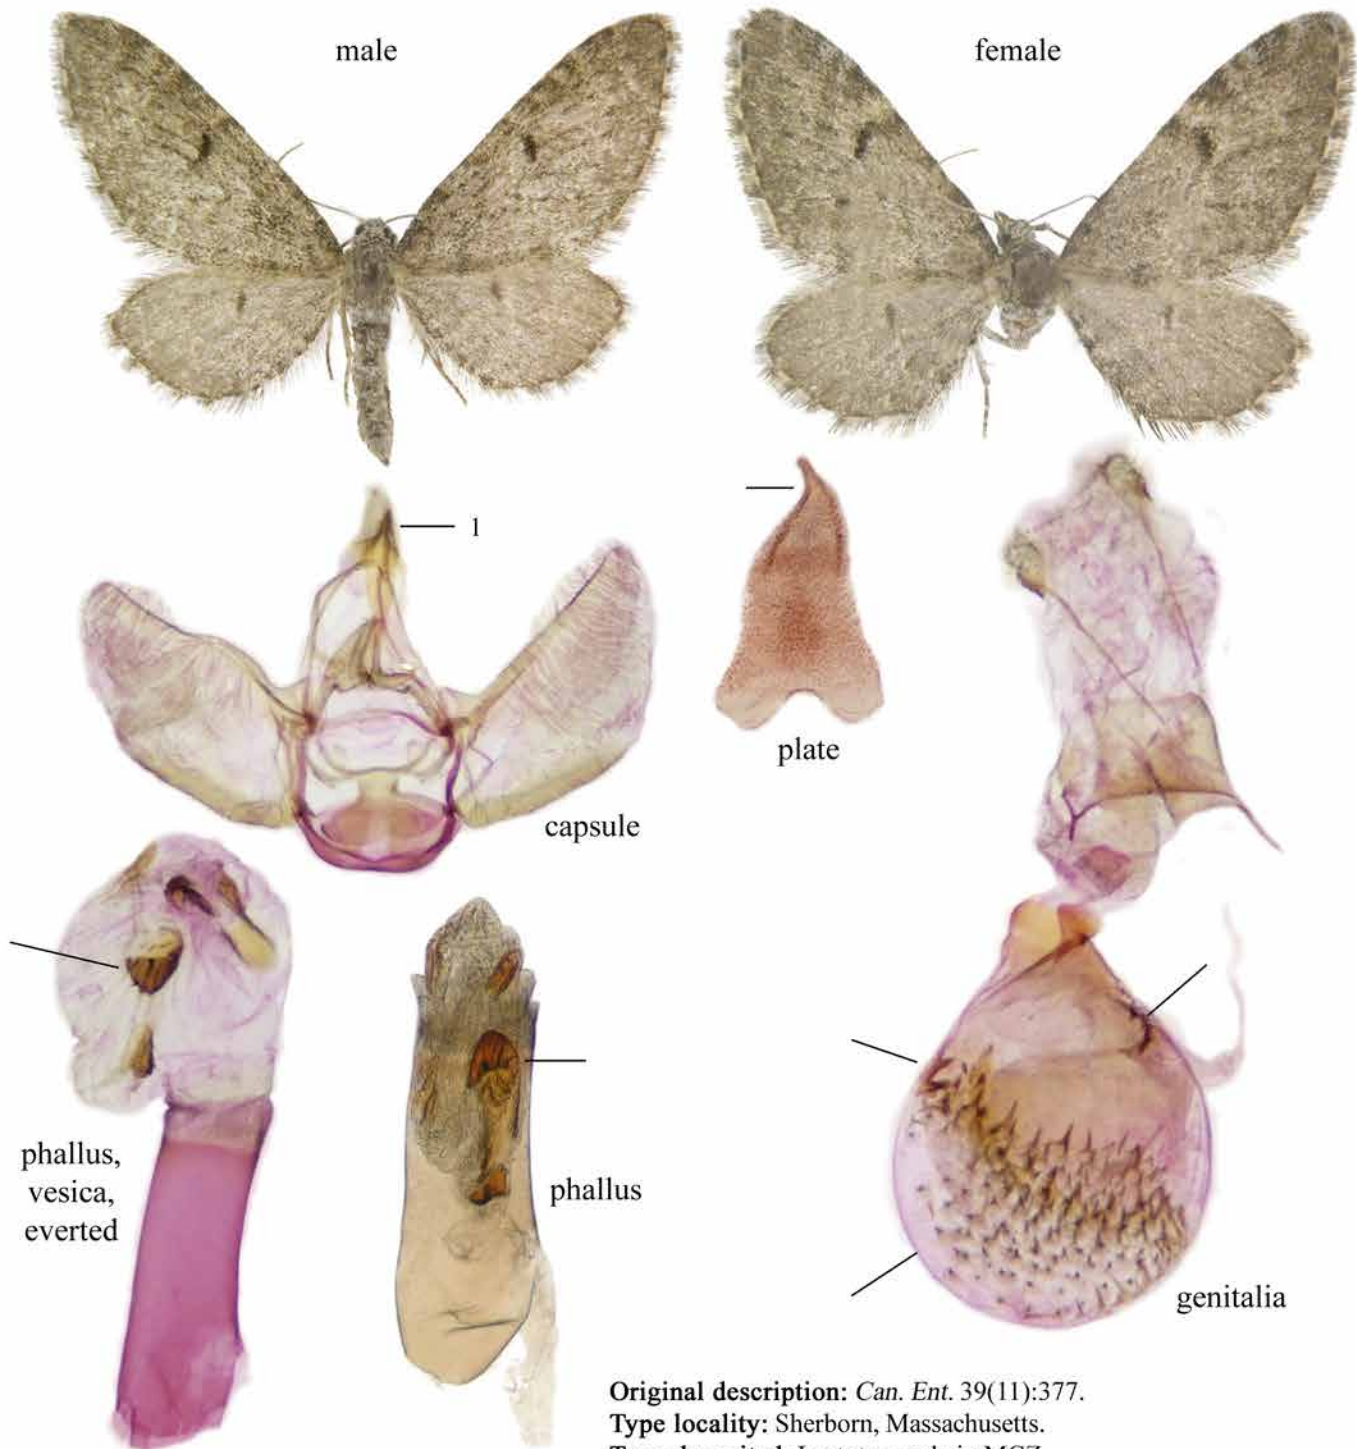 male
female
1
plate
capsule
phallus,
vesica,
everted
phallus
genitalia
Original description: Can. Ent. 39(11):377.
Type locality: Sherborn, Massachusetts.